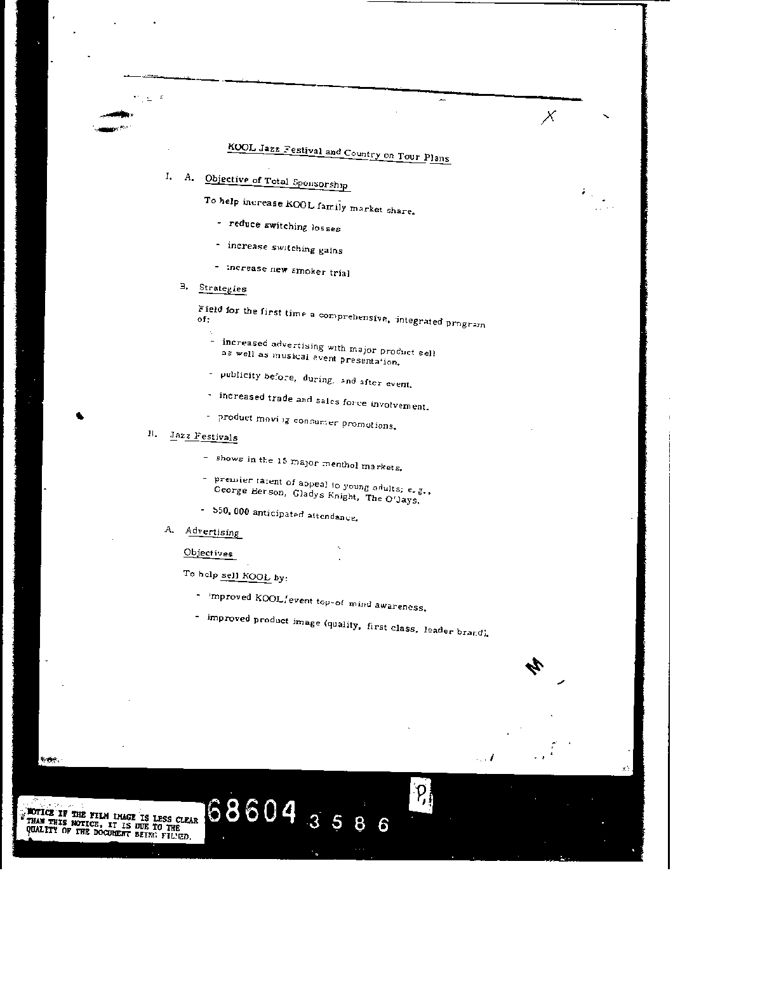 X
KOOL Jazz Festival and Country on Tour Plans
I. A. Objective of Total Sponsorship
To help increase KOOL family market share.
- reduce switching losses
- increase switching gains
- increase new smoker trial
B. Strategies
Field for the first time a comprehensive, integrated program
of:
- increased advertising with major product sell
as well as musical event presentation.
- publicity before, during, and after event.
- increased trade and sales force involvement.
- product moving consumer promotions.
II. Jazz Festivals
- shows in the 15 major menthol markets.
- premier talent of appeal to young adults; e.g.,
George Benson, Gladys Knight, The O'Jays.
- 550,000 anticipated attendance.
A. Advertising
Objectives
To help sell KOOL by:
- improved KOOL/event top-of mind awareness.
- improved product image (quality, first class, leader brand).
M
NOTICE IF THE FILM IMAGE IS LESS CLEAR
THAN THIS NOTICE, IT IS DUE TO THE
QUALITY OF THE DOCUMENT BEING FILMED.
68604 3586